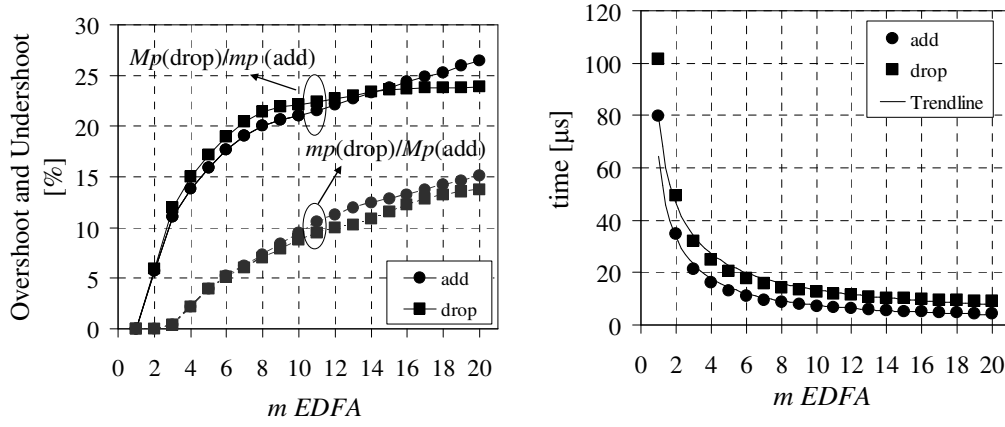 Overshoot and Undershoot
[%]
30
25
20
15
10
5
0
Mp(drop)/mp (add)
mp(drop)/Mp(add)
add
drop
0 2 4 6 8 10 12 14 16 18 20
m EDFA
time [µs]
120
100
80
60
40
20
0
add
drop
Trendline
0 2 4 6 8 10 12 14 16 18 20
m EDFA